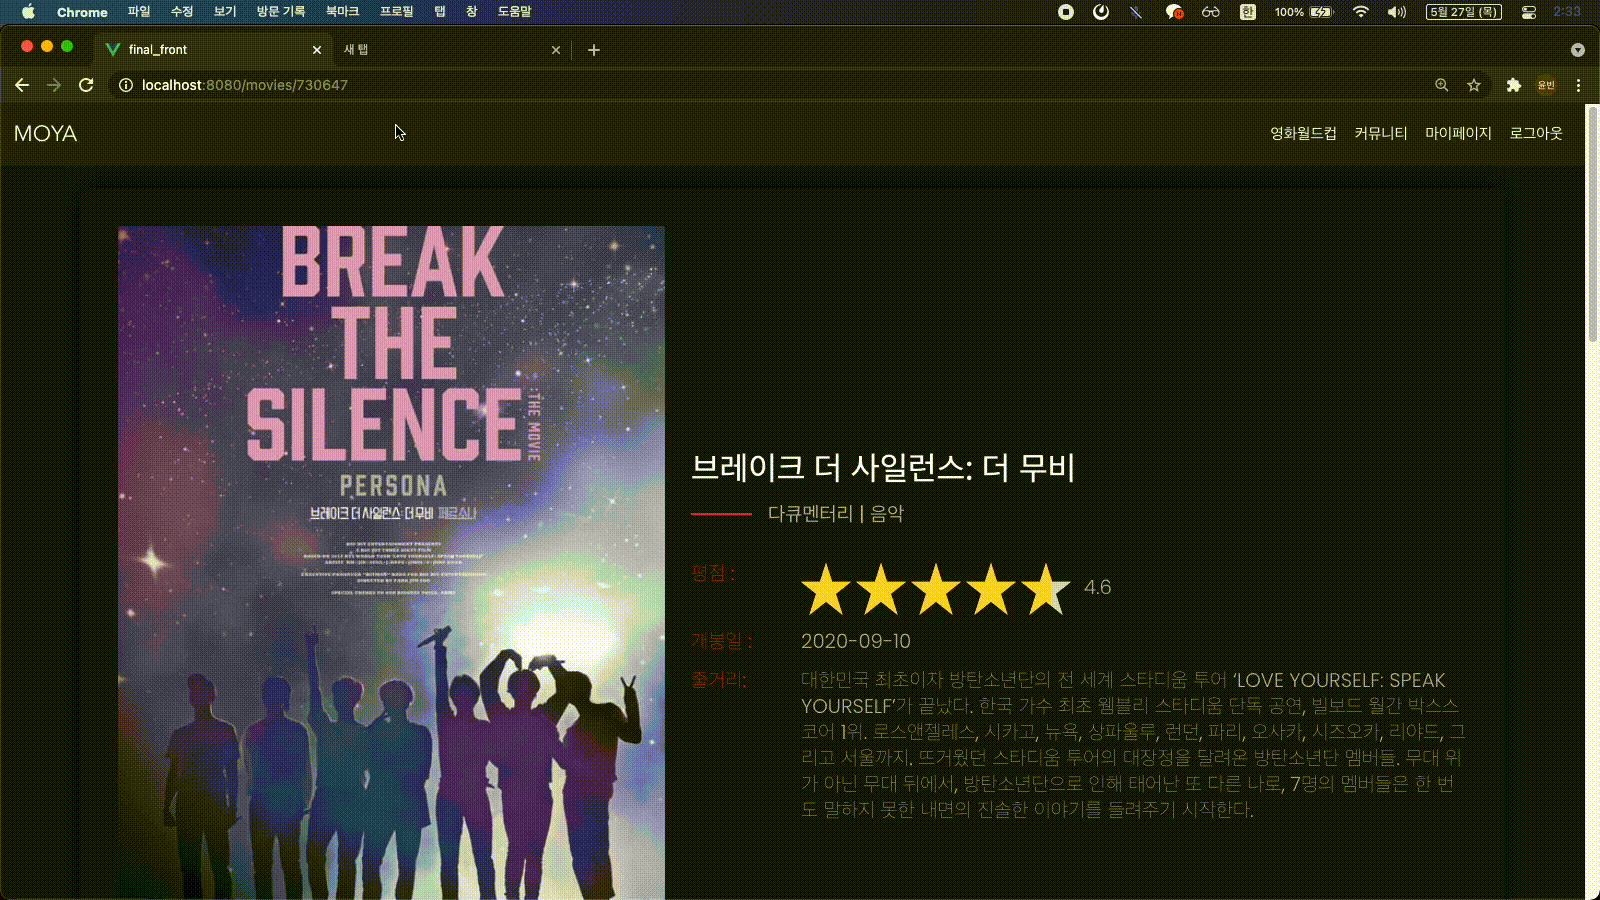 Chrome 파일 수정 보기 방문 기록 북마크 프로필 탭 창 도움말 한 100% 5월 27일 (목) 2:33
final_front 새 탭
localhost:8080/movies/730647 윤빈
MOYA 영화월드컵 커뮤니티 마이페이지 로그아웃
BREAK
THE
SILENCE
: THE MOVIE
PERSONA
브레이크 더 사일런스: 더 무비 페르소나
브레이크 더 사일런스: 더 무비
다큐멘터리 | 음악
평점 : 4.6
개봉일 : 2020-09-10
줄거리: 대한민국 최초이자 방탄소년단의 전 세계 스타디움 투어 ‘LOVE YOURSELF: SPEAK
YOURSELF’가 끝났다. 한국 가수 최초 웸블리 스타디움 단독 공연, 빌보드 월간 박스스
코어 1위. 로스앤젤레스, 시카고, 뉴욕, 상파울루, 런던, 파리, 오사카, 시즈오카, 리야드, 그
리고 서울까지. 뜨거웠던 스타디움 투어의 대장정을 달려온 방탄소년단 멤버들. 무대 위
가 아닌 무대 뒤에서, 방탄소년단으로 인해 태어난 또 다른 나로, 7명의 멤버들은 한 번
도 말하지 못한 내면의 진솔한 이야기를 들려주기 시작한다.